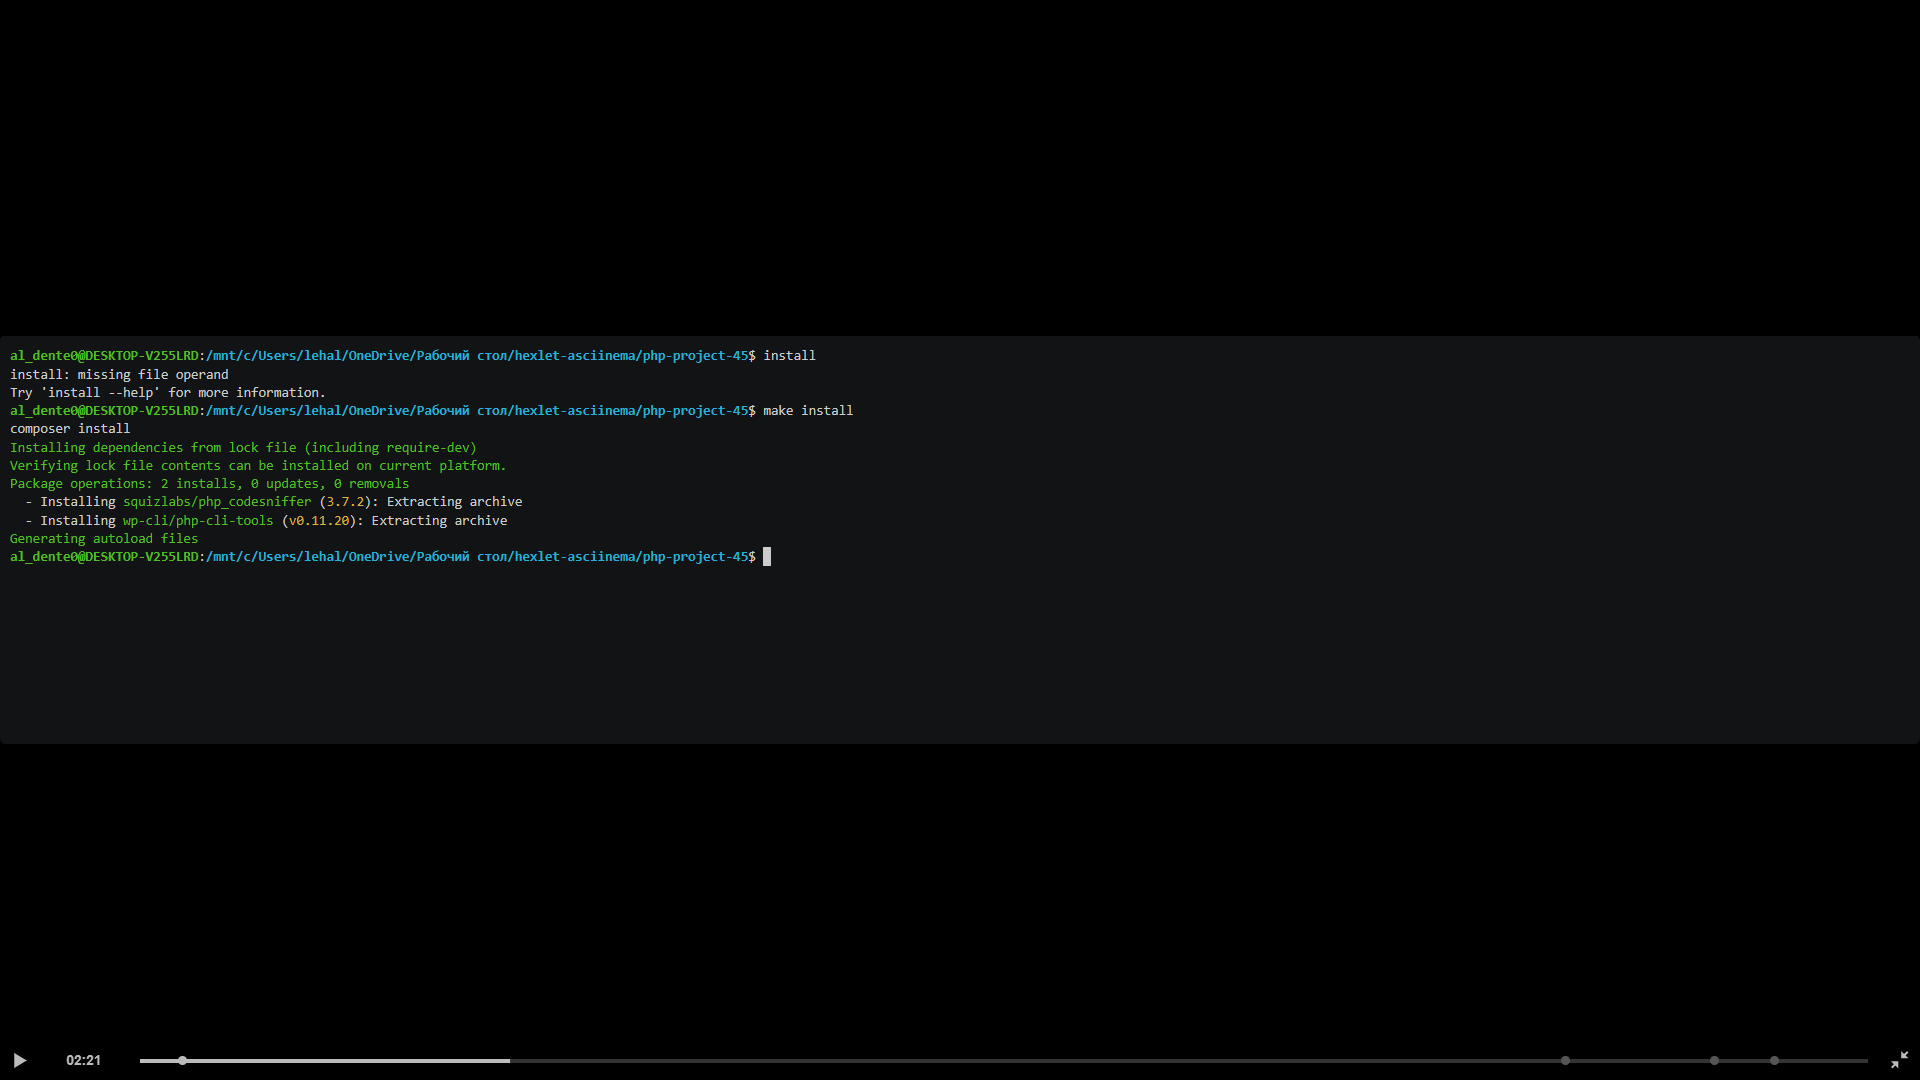 al_dente0@DESKTOP-V255LRD:/mnt/c/Users/lehal/OneDrive/Рабочий стол/hexlet-asciinema/php-project-45$ install
install: missing file operand
Try 'install --help' for more information.
al_dente0@DESKTOP-V255LRD:/mnt/c/Users/lehal/OneDrive/Рабочий стол/hexlet-asciinema/php-project-45$ make install
composer install
Installing dependencies from lock file (including require-dev)
Verifying lock file contents can be installed on current platform.
Package operations: 2 installs, 0 updates, 0 removals
  - Installing squizlabs/php_codesniffer (3.7.2): Extracting archive
  - Installing wp-cli/php-cli-tools (v0.11.20): Extracting archive
Generating autoload files
al_dente0@DESKTOP-V255LRD:/mnt/c/Users/lehal/OneDrive/Рабочий стол/hexlet-asciinema/php-project-45$
02:21